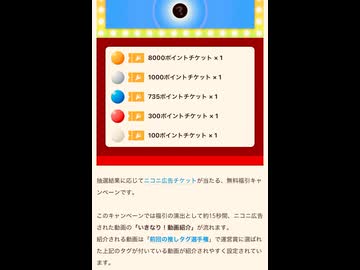 8000ポイントチケット × 1
1000ポイントチケット × 1
735ポイントチケット × 1
300ポイントチケット × 1
100ポイントチケット × 1
抽選結果に応じてニコニ広告チケットが当たる、無料福引キャ
ンペーンです。
このキャンペーンでは福引の演出として約15秒間、ニコニ広告
された動画の「いきなり！動画紹介」が流れます。
紹介される動画は「前回の推しタグ選手権」で運営賞に選ばれ
た上記のタグが付いている動画が紹介されやすく設定されてい
ます。